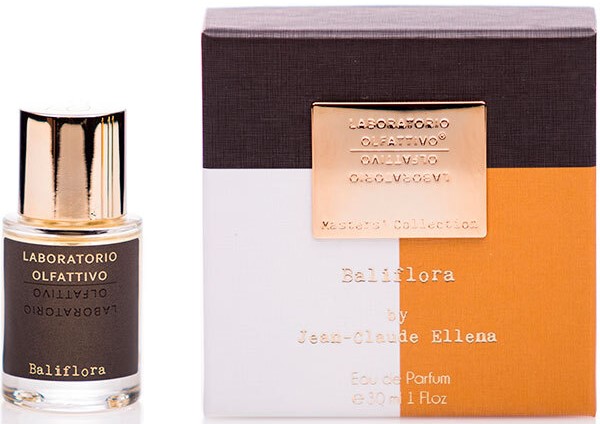 LABORATORIO
OLFATTIVO
OLFATTIVO
LABORATORIO
Baliflora
LABORATORIO
OLFATTIVO®
OLFATTIVO
LABORATORIO
Masters' Collection
Baliflora
by
Jean-Claude Ellena
Eau de Parfum
e 30 ml 1 Fl oz